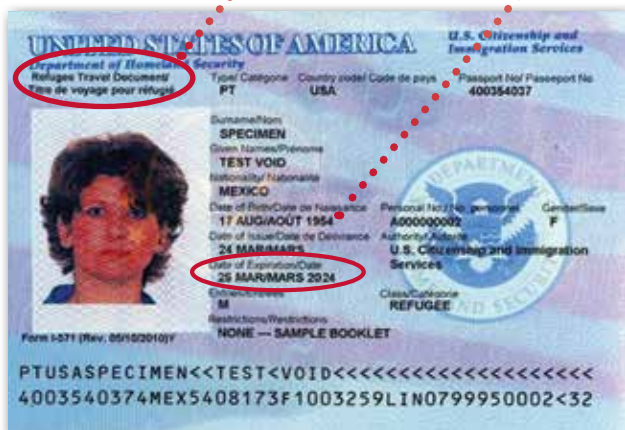 UNITED STATES OF AMERICA
U.S. Citizenship and
Immigration Services
Department of Homeland Security
Refugee Travel Document/
Titre de voyage pour réfugié
Type/ Catégorie Country code/ Code de pays Passport No/ Passeport No
PT USA 400354037
Surname/Nom
SPECIMEN
Given Names/Prénoms
TEST VOID
Nationality/ Nationalité
MEXICO
Date of Birth/Date de Naissance Personal No./ No. personnel Gender/Sexe
17 AUG/AOÛT 1954 A000000002 F
Date of Issue/Date de Délivrance Authority/ Autorité
24 MAR/MARS U.S. Citizenship and Immigration
Services
Date of Expiration/Date
25 MAR/MARS 2024
Class/Catégorie
M REFUGEE
Restrictions/Restrictions
NONE — SAMPLE BOOKLET
Form I-571 (Rev. 05/10/2010)Y
PTUSASPECIMEN<<TEST<VOID<<<<<<<<<<<<<<<<<<<<
4003540374MEX5408173F1003259LIN0799950002<32